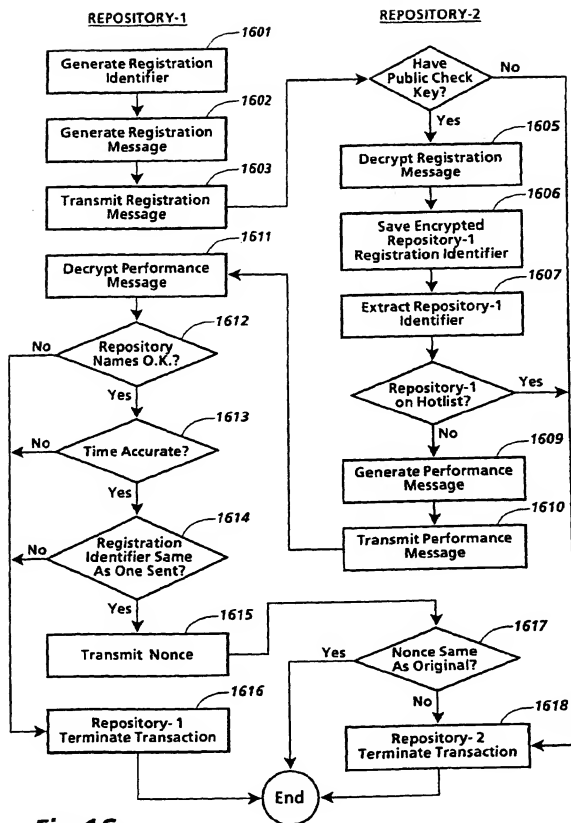 REPOSITORY-1
1601
Generate Registration
Identifier
1602
Generate Registration
Message
1603
Transmit Registration
Message
1611
Decrypt Performance
Message
1612
Repository
Names O.K.?
No
Yes
1613
Time Accurate?
No
Yes
1614
Registration
Identifier Same
As One Sent?
No
Yes
1615
Transmit Nonce
1616
Repository- 1
Terminate Transaction
REPOSITORY-2
Have
Public Check
Key?
No
Yes
1605
Decrypt Registration
Message
1606
Save Encrypted
Repository-1
Registration Identifier
1607
Extract Repository-1
Identifier
Repository-1
on Hotlist?
Yes
No
1609
Generate Performance
Message
1610
Transmit Performance
Message
1617
Nonce Same
As Original?
Yes
No
1618
Repository- 2
Terminate Transaction
End